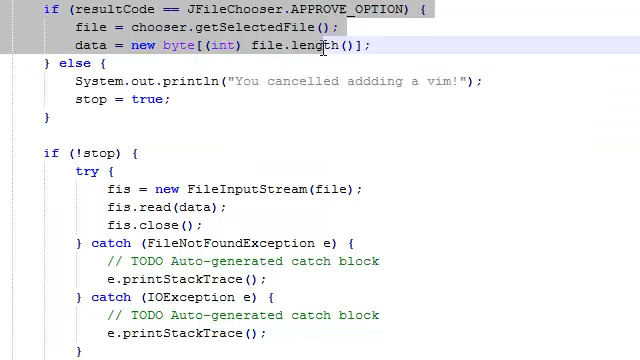 if (resultCode == JFileChooser.APPROVE_OPTION) {
file = chooser.getSelectedFile();
data = new byte[(int) file.length()];
} else {
System.out.println("You cancelled addding a vim!");
stop = true;
}
if (!stop) {
try {
fis = new FileInputStream(file);
fis.read(data);
fis.close();
} catch (FileNotFoundException e) {
// TODO Auto-generated catch block
e.printStackTrace();
} catch (IOException e) {
// TODO Auto-generated catch block
e.printStackTrace();
}